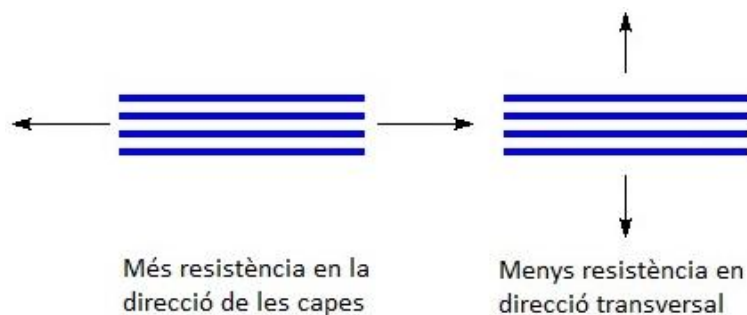 Més resistència en la
direcció de les capes
Menys resistència en
direcció transversal